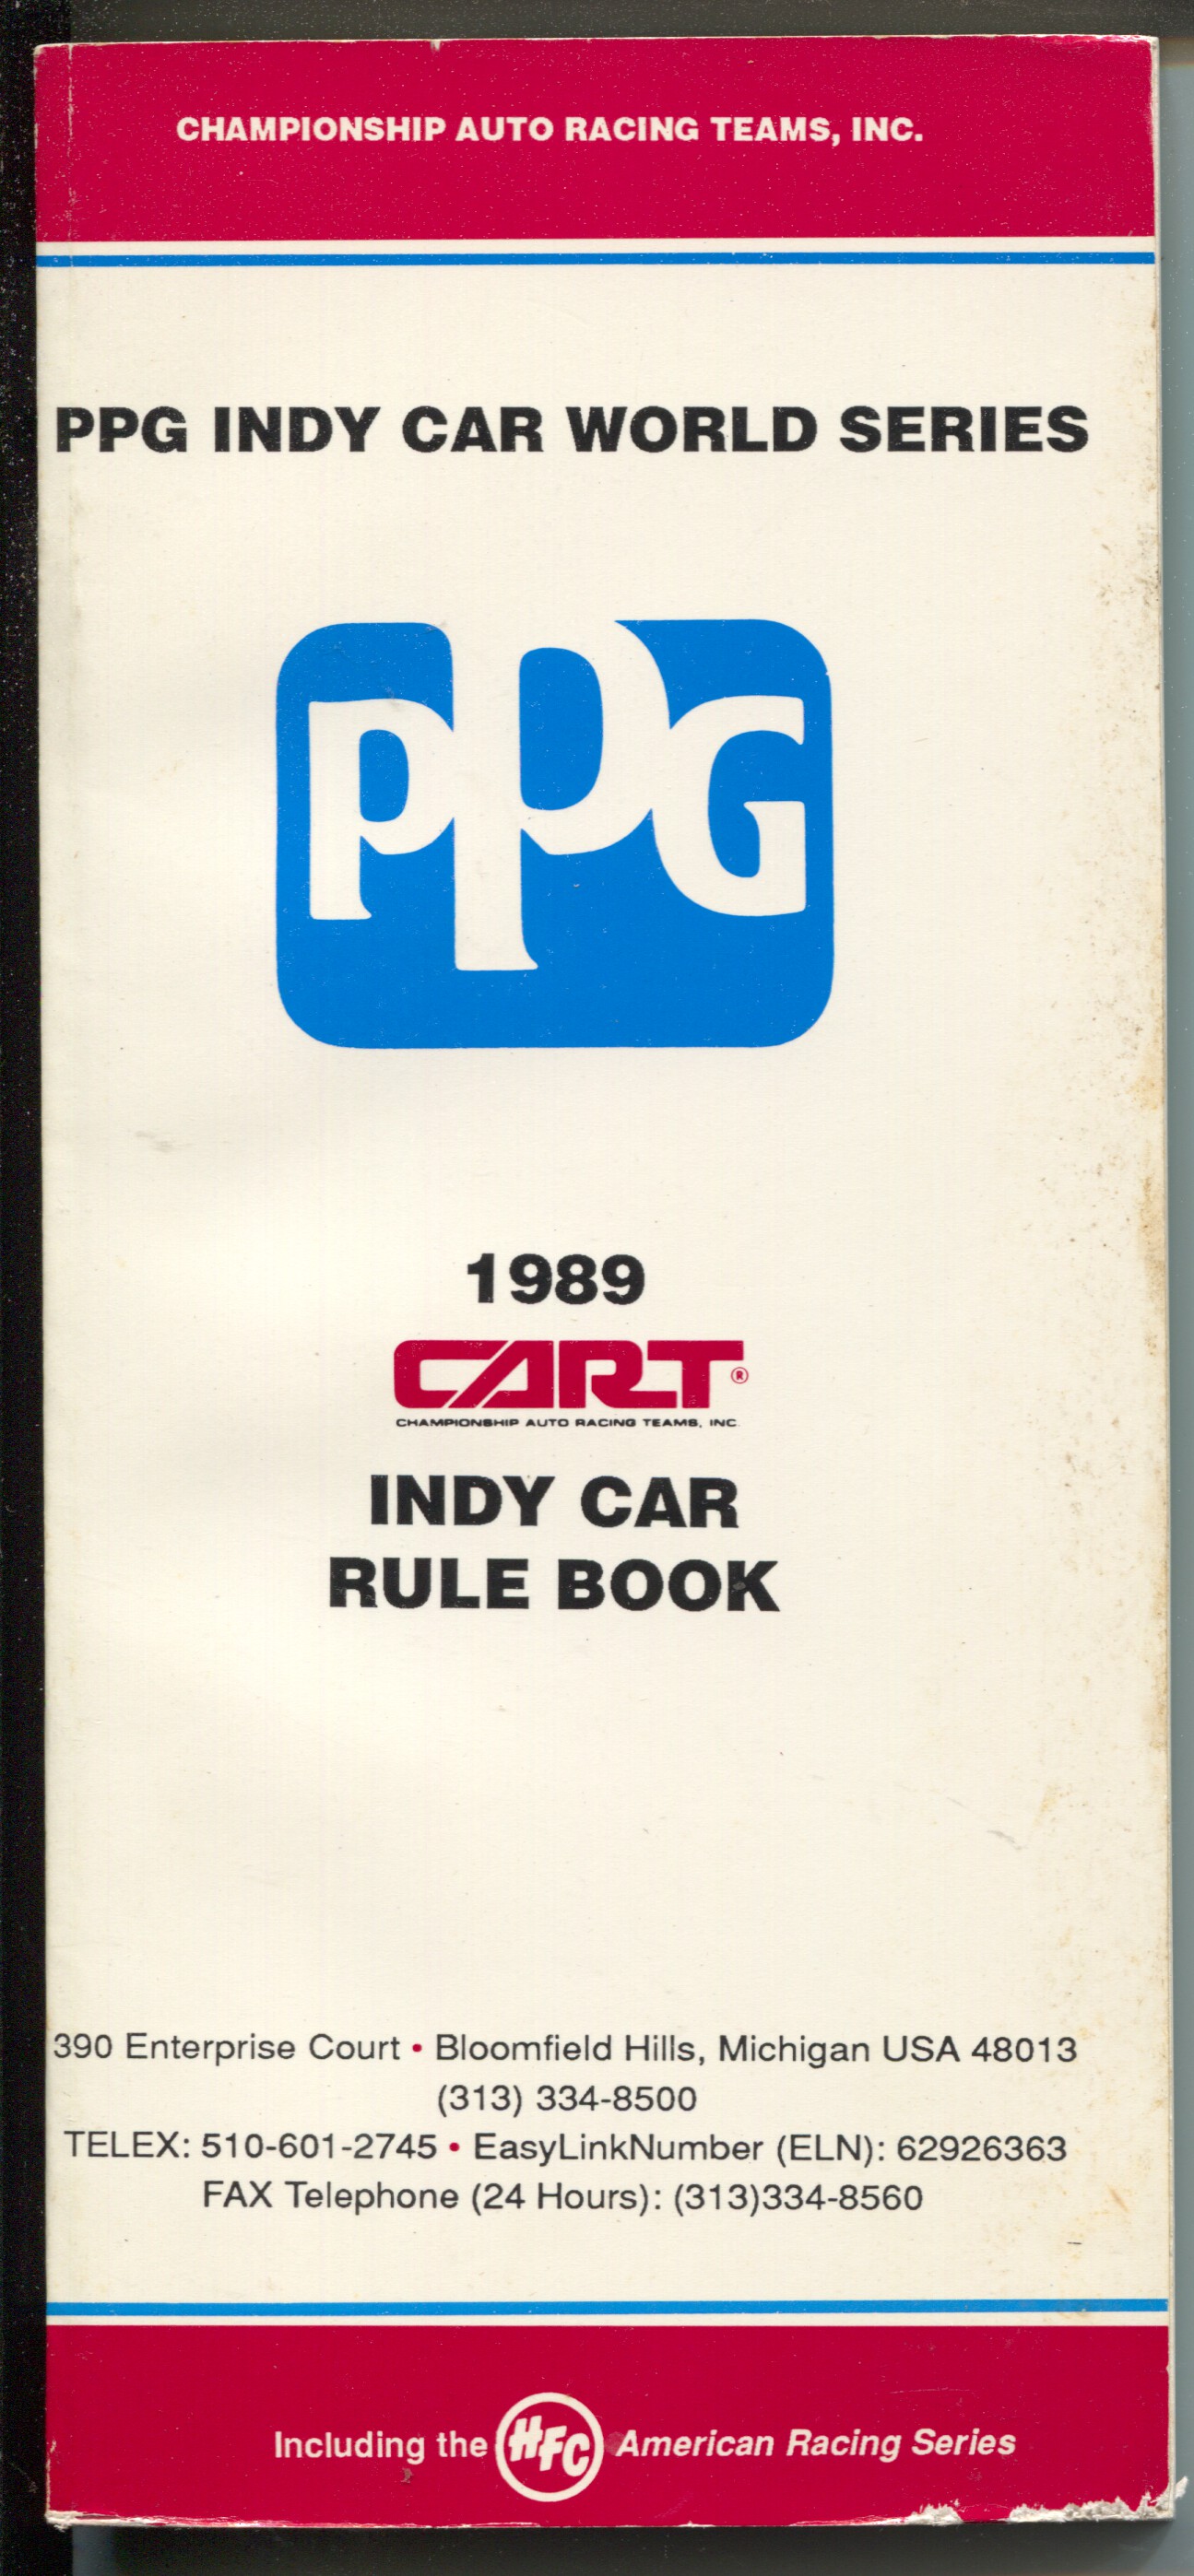 CHAMPIONSHIP AUTO RACING TEAMS, INC.
PPG INDY CAR WORLD SERIES
PPG
1989
CART®
CHAMPIONSHIP AUTO RACING TEAMS, INC.
INDY CAR
RULE BOOK
390 Enterprise Court • Bloomfield Hills, Michigan USA 48013
(313) 334-8500
TELEX: 510-601-2745 • EasyLinkNumber (ELN): 62926363
FAX Telephone (24 Hours): (313)334-8560
Including the HFC American Racing Series